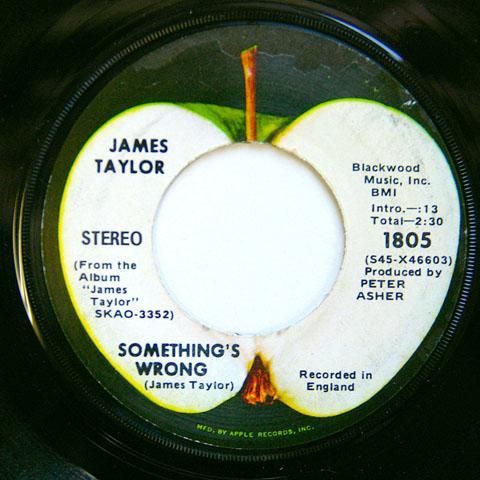 JAMES
TAYLOR
STEREO
(From the
Album
"James
Taylor"
SKAO-3352)
SOMETHING'S
WRONG
(James Taylor)
Blackwood
Music, Inc.
BMI
Intro.—:13
Total—2:30
1805
(S45-X46603)
Produced by
PETER
ASHER
Recorded in
England
MFD. BY APPLE RECORDS, INC.